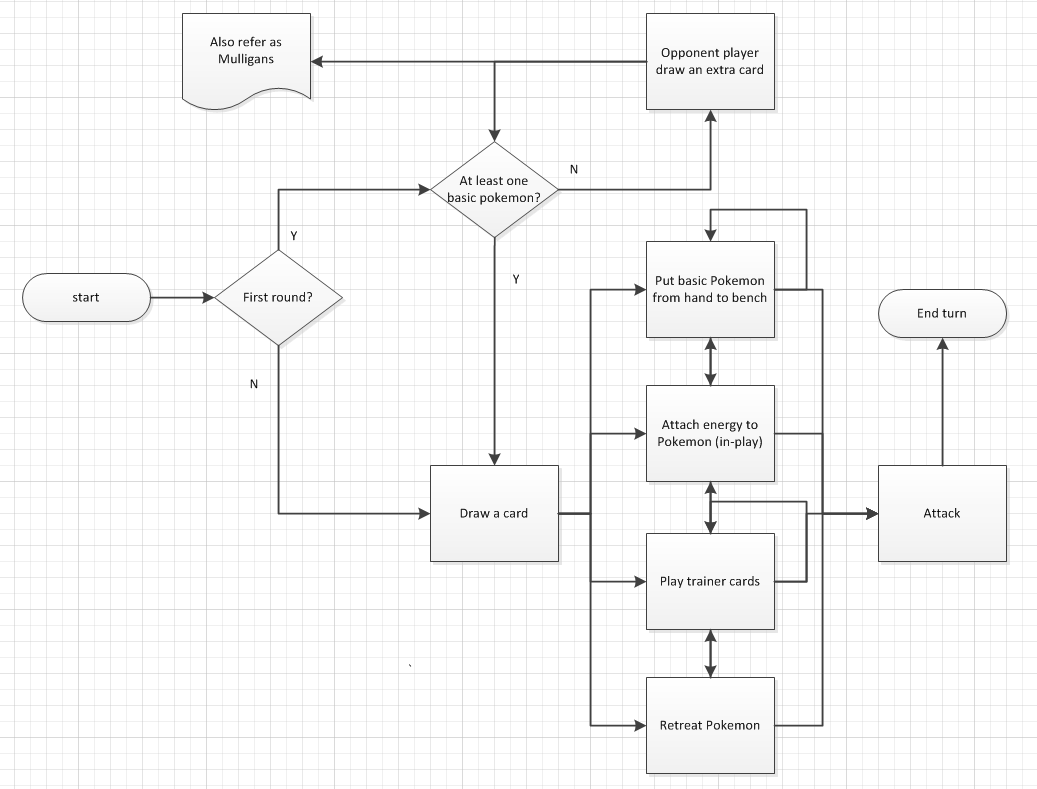 Also refer as
Mulligans
Opponent player
draw an extra card
At least one
basic pokemon?
N
Y
Y
start
First round?
N
Put basic Pokemon
from hand to bench
End turn
Attach energy to
Pokemon (in-play)
Draw a card
Attack
Play trainer cards
`
Retreat Pokemon